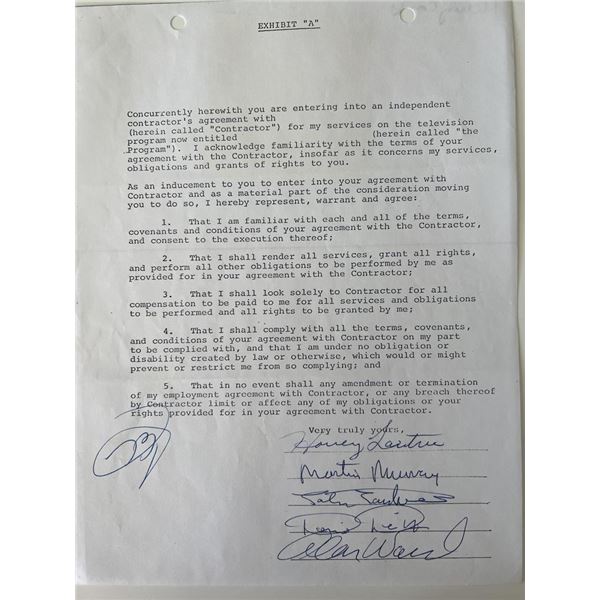 EXHIBIT "A"
Concurrently herewith you are entering into an independent
contractor's agreement with
(herein called "Contractor") for my services on the television
program now entitled (herein called "the
Program"). I acknowledge familiarity with the terms of your
agreement with the Contractor, insofar as it concerns my services,
obligations and grants of rights to you.
As an inducement to you to enter into your agreement with
Contractor and as a material part of the consideration moving
you to do so, I hereby represent, warrant and agree:
1. That I am familiar with each and all of the terms,
covenants and conditions of your agreement with the Contractor,
and consent to the execution thereof;
2. That I shall render all services, grant all rights,
and perform all other obligations to be performed by me as
provided for in your agreement with the Contractor;
3. That I shall look solely to Contractor for all
compensation to be paid to me for all services and obligations
to be performed and all rights to be granted by me;
4. That I shall comply with all the terms, covenants,
and conditions of your agreement with Contractor on my part
to be complied with, and that I am under no obligation or
disability created by law or otherwise, which would or might
prevent or restrict me from so complying; and
5. That in no event shall any amendment or termination
of my employment agreement with Contractor, or any breach thereof
by Contractor limit or affect any of my obligations or your
rights provided for in your agreement with Contractor.
Very truly yours,
Martin Murray
Alan Ward